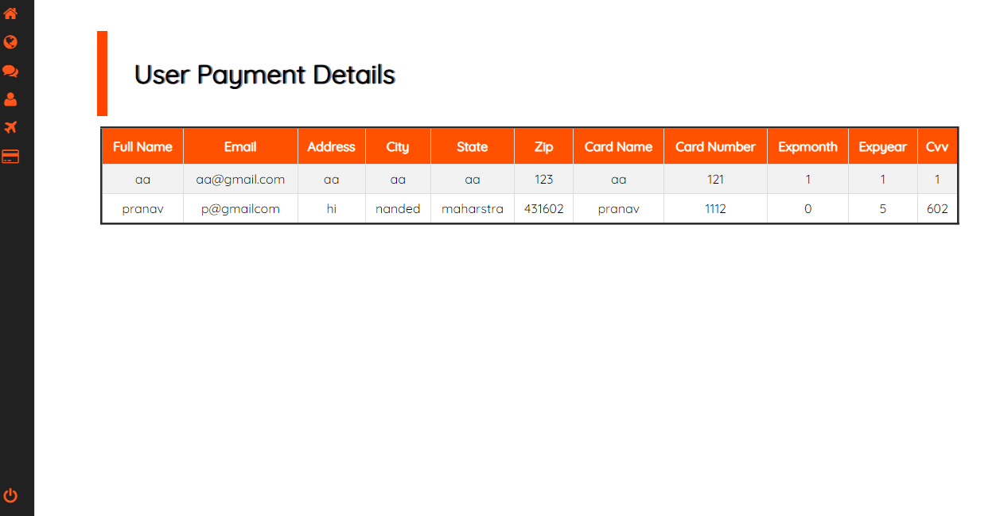 User Payment Details
Full Name Email Address City State Zip Card Name Card Number Expmonth Expyear Cvv
aa aa@gmail.com aa aa aa 123 aa 121 1 1 1
pranav p@gmailcom hi nanded maharstra 431602 pranav 1112 0 5 602